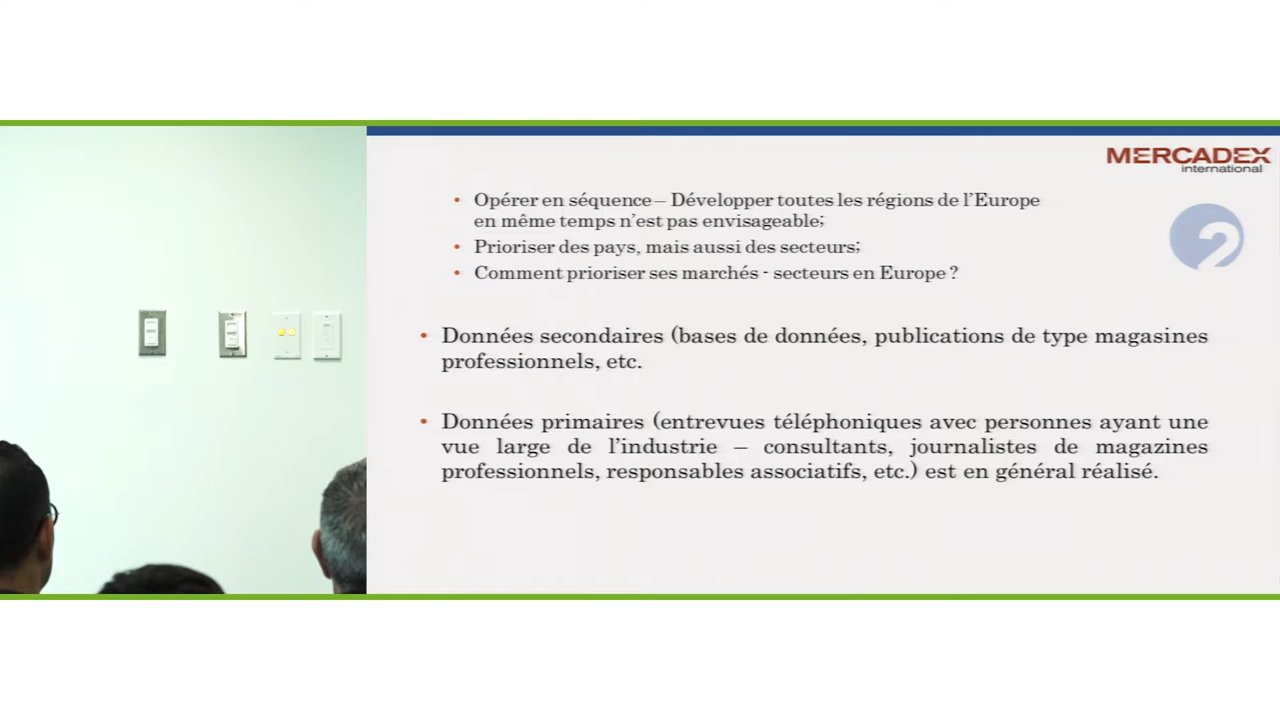 MERCADEX
international
• Opérer en séquence – Développer toutes les régions de l'Europe
en même temps n'est pas envisageable;
• Prioriser des pays, mais aussi des secteurs;
• Comment prioriser ses marchés - secteurs en Europe ?
2
• Données secondaires (bases de données, publications de type magasines
professionnels, etc.
• Données primaires (entrevues téléphoniques avec personnes ayant une
vue large de l'industrie – consultants, journalistes de magazines
professionnels, responsables associatifs, etc.) est en général réalisé.